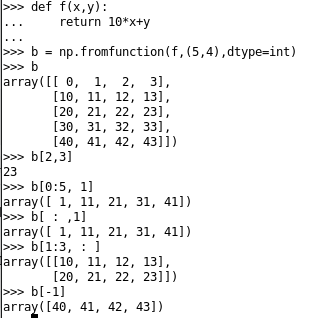 >>> def f(x,y):
...     return 10*x+y
...
>>> b = np.fromfunction(f,(5,4),dtype=int)
>>> b
array([[ 0,  1,  2,  3],
       [10, 11, 12, 13],
       [20, 21, 22, 23],
       [30, 31, 32, 33],
       [40, 41, 42, 43]])
>>> b[2,3]
23
>>> b[0:5, 1]
array([ 1, 11, 21, 31, 41])
>>> b[ : ,1]
array([ 1, 11, 21, 31, 41])
>>> b[1:3, : ]
array([[10, 11, 12, 13],
       [20, 21, 22, 23]])
>>> b[-1]
array([40, 41, 42, 43])